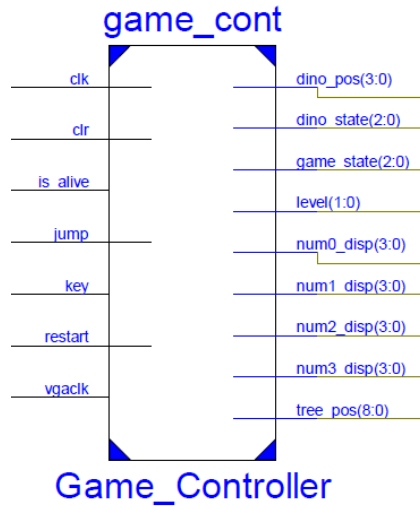 game_cont
clk
clr
is_alive
jump
key
restart
vgaclk
dino_pos(3:0)
dino_state(2:0)
game_state(2:0)
level(1:0)
num0_disp(3:0)
num1_disp(3:0)
num2_disp(3:0)
num3_disp(3:0)
tree_pos(8:0)
Game_Controller